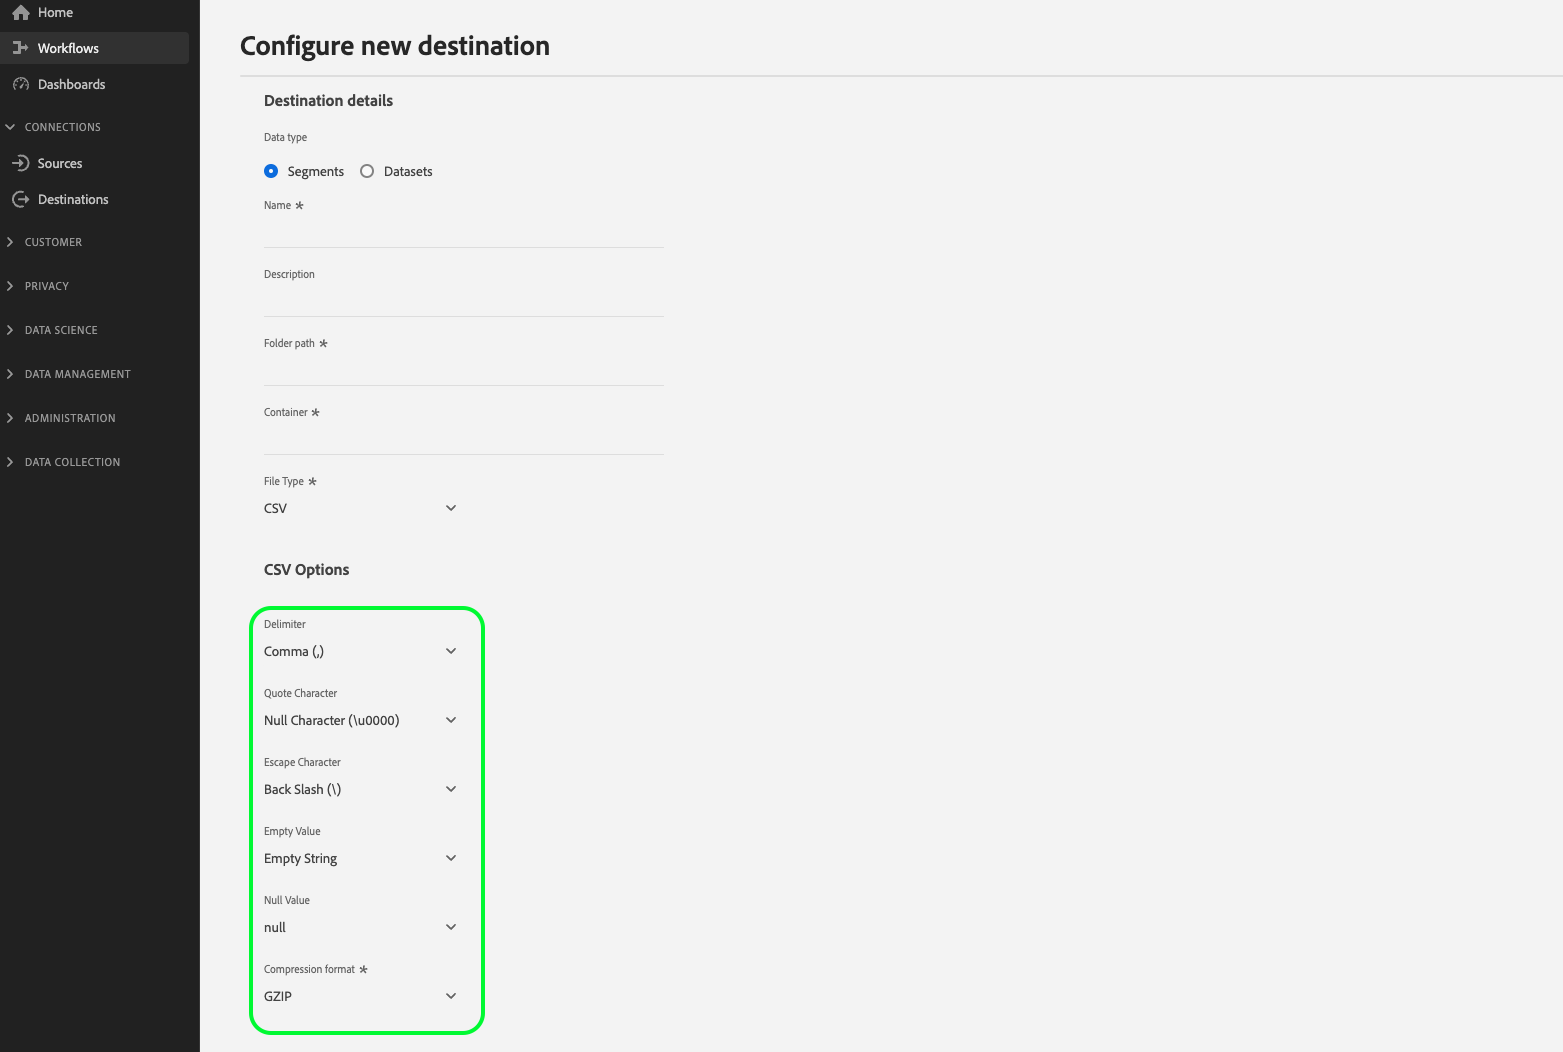 Home
Workflows
Dashboards
CONNECTIONS
Sources
Destinations
CUSTOMER
PRIVACY
DATA SCIENCE
DATA MANAGEMENT
ADMINISTRATION
DATA COLLECTION
Configure new destination
Destination details
Data type
Segments Datasets
Name *
Description
Folder path *
Container *
File Type *
CSV
CSV Options
Delimiter
Comma (,)
Quote Character
Null Character (\u0000)
Escape Character
Back Slash (\)
Empty Value
Empty String
Null Value
null
Compression format *
GZIP